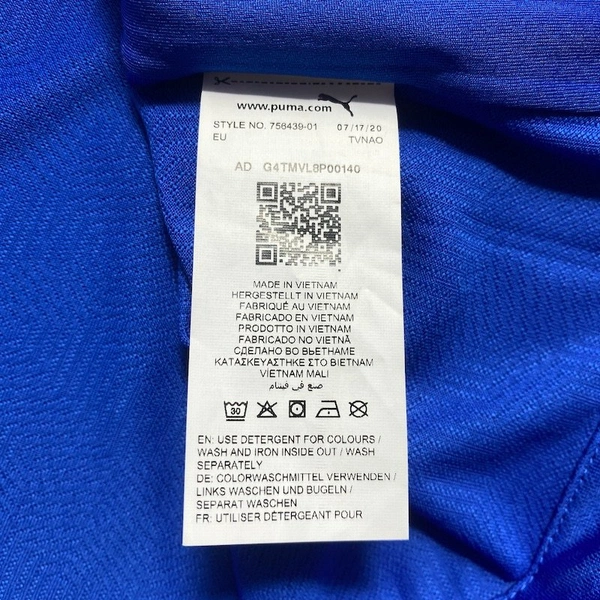 www.puma.com
STYLE NO. 756439-01 07/17/20
EU TVNAO
AD G4TMVL8P00140
MADE IN VIETNAM
HERGESTELLT IN VIETNAM
FABRIQUÉ AU VIETNAM
FABRICADO EN VIETNAM
PRODOTTO IN VIETNAM
FABRICADO NO VIETNÃ
СДЕЛАНО ВО ВЬЕТНАМЕ
ΚΑΤΑΣΚΕΥΑΣΤΗΚΕ ΣΤΟ ΒΙΕΤΝΑΜ
VIETNAM MALI
صنع في فيتنام
30
EN: USE DETERGENT FOR COLOURS /
WASH AND IRON INSIDE OUT / WASH
SEPARATELY
DE: COLORWASCHMITTEL VERWENDEN /
LINKS WASCHEN UND BUGELN /
SEPARAT WASCHEN
FR: UTILISER DÉTERGEANT POUR